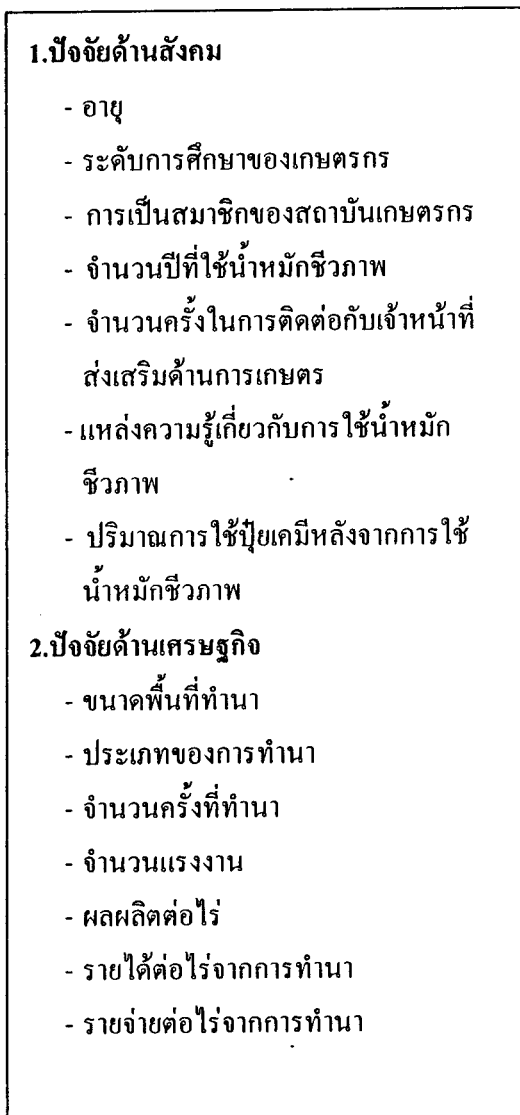 1.ปัจจัยด้านสังคม
- อายุ
- ระดับการศึกษาของเกษตรกร
- การเป็นสมาชิกของสถาบันเกษตรกร
- จำนวนปีที่ใช้น้ำหมักชีวภาพ
- จำนวนครั้งในการติดต่อกับเจ้าหน้าที่
ส่งเสริมด้านการเกษตร
- แหล่งความรู้เกี่ยวกับการใช้น้ำหมัก
ชีวภาพ
- ปริมาณการใช้ปุ๋ยเคมีหลังจากการใช้
น้ำหมักชีวภาพ
2.ปัจจัยด้านเศรษฐกิจ
- ขนาดพื้นที่ทำนา
- ประเภทของการทำนา
- จำนวนครั้งที่ทำนา
- จำนวนแรงงาน
- ผลผลิตต่อไร่
- รายได้ต่อไร่จากการทำนา
- รายจ่ายต่อไร่จากการทำนา